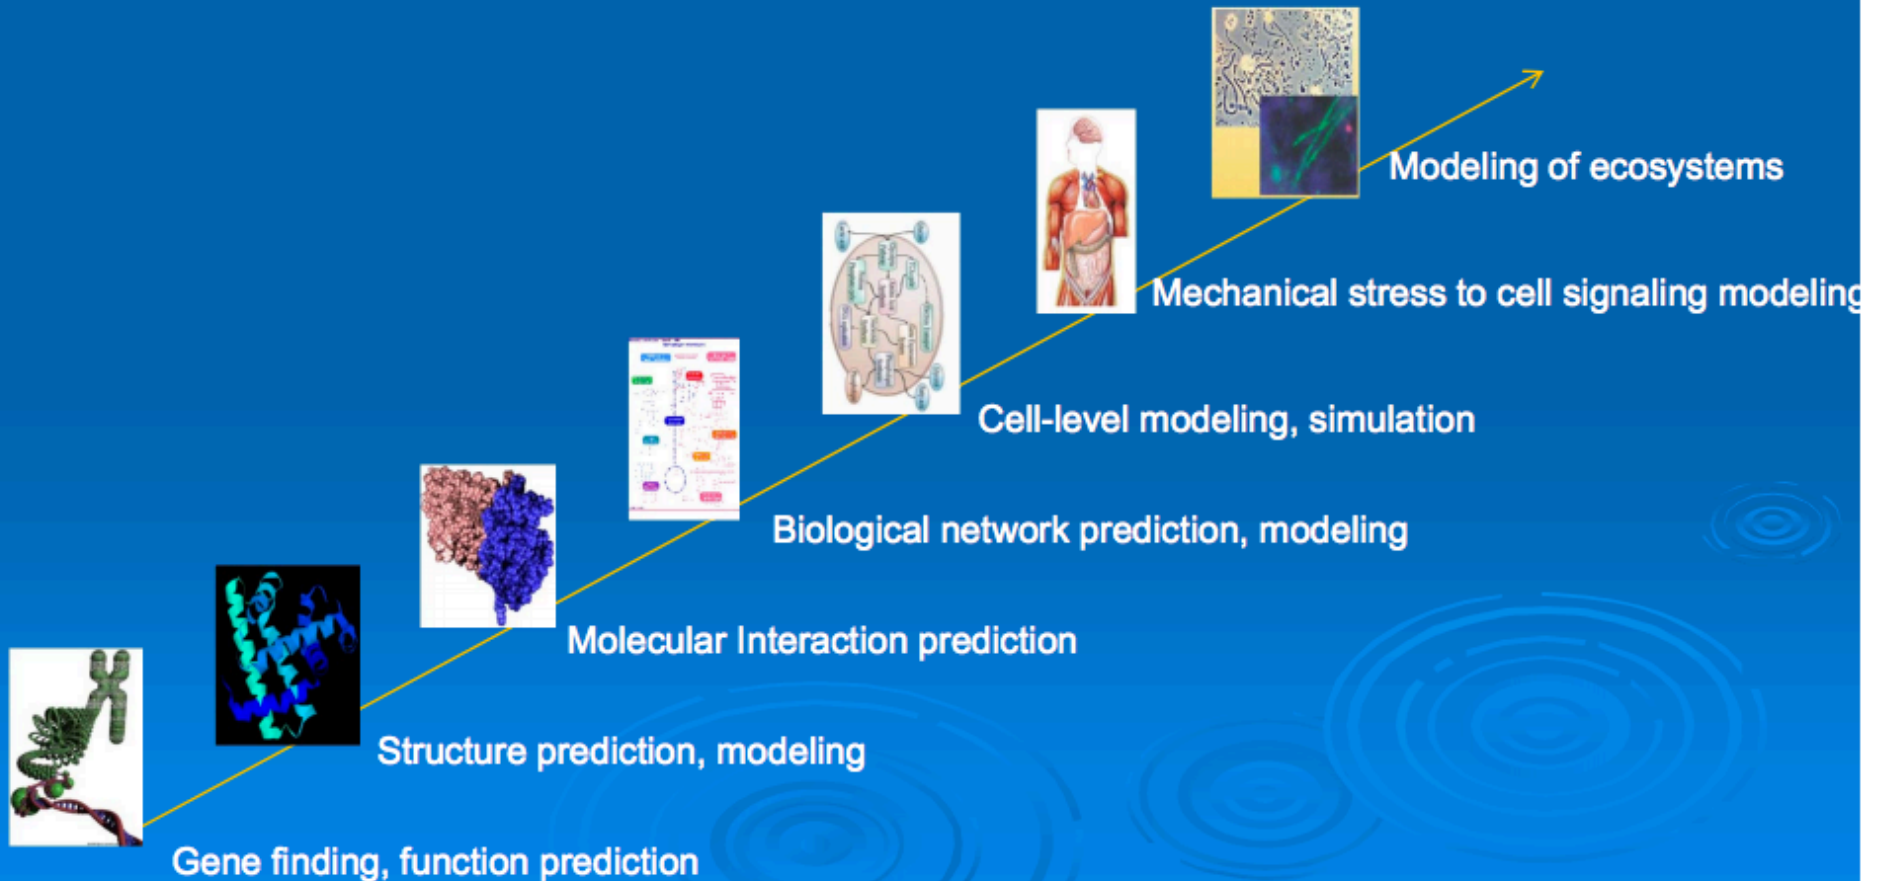 Modeling of ecosystems
Mechanical stress to cell signaling modeling
Cell-level modeling, simulation
Biological network prediction, modeling
Molecular Interaction prediction
Structure prediction, modeling
Gene finding, function prediction